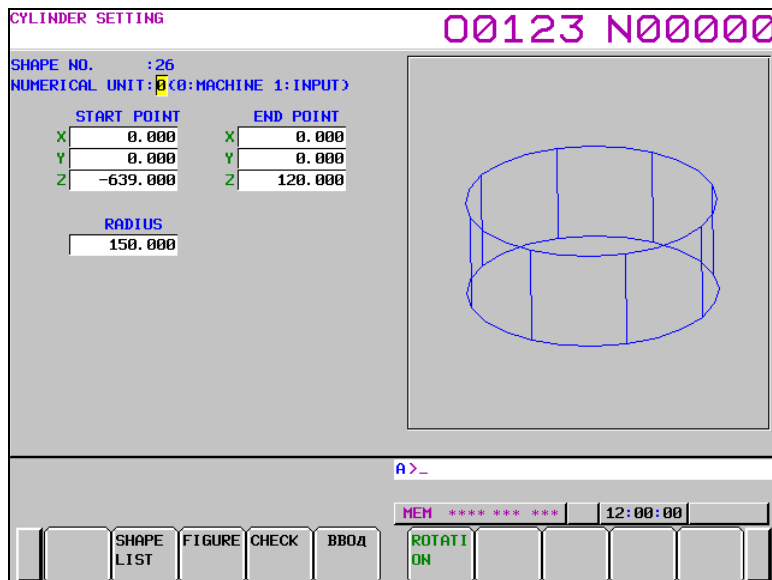 CYLINDER SETTING
O0123 N00000
SHAPE NO. :26
NUMERICAL UNIT:0(0:MACHINE 1:INPUT)
START POINT END POINT
X 0.000 X 0.000
Y 0.000 Y 0.000
Z -639.000 Z 120.000
RADIUS
150.000
A>_
MEM **** *** *** 12:00:00
SHAPE LIST FIGURE CHECK ВВОД ROTATI ON